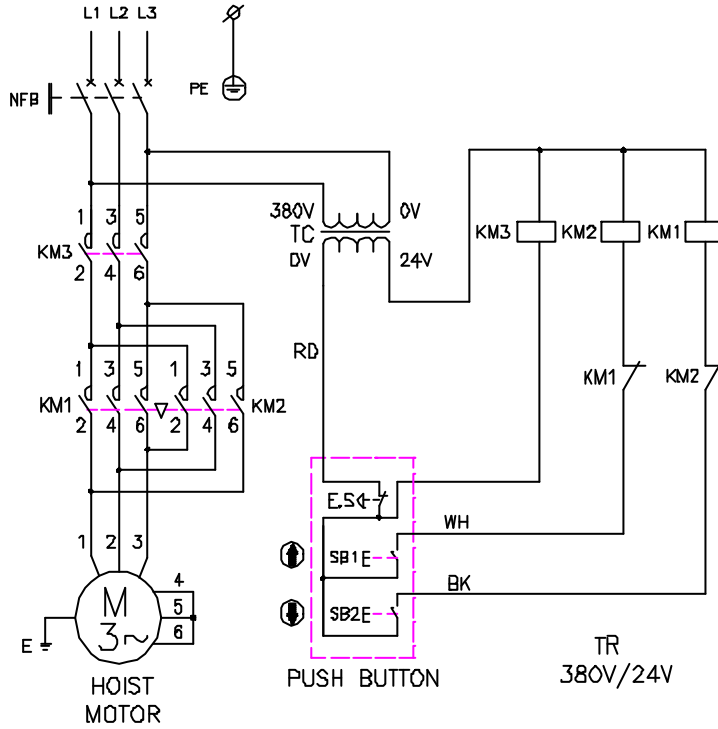 L1 L2 L3
NFB
PE
380V 0V
TC
0V 24V
KM3 KM2 KM1
1 3 5
KM3
2 4 6
RD
1 3 5 1 3 5
KM1 KM2
2 4 6 2 4 6
KM1 KM2
E.S
WH
SB1 E
BK
SB2 E
1 2 3
4
M
5
3~
6
E
HOIST
MOTOR
PUSH BUTTON
TR
380V/24V